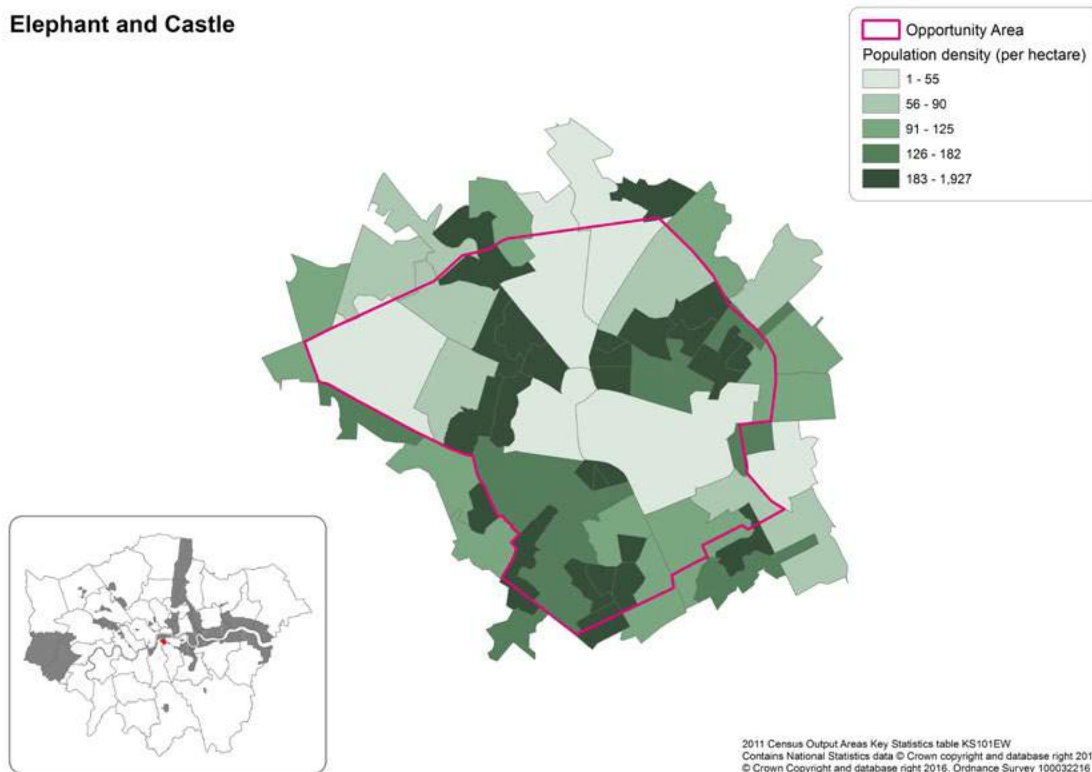 Elephant and Castle
Opportunity Area
Population density (per hectare)
1 - 55
56 - 90
91 - 125
126 - 182
183 - 1,927
2011 Census Output Areas Key Statistics table KS101EW
Contains National Statistics data © Crown copyright and database right 201
© Crown Copyright and database right 2016. Ordnance Survey 100032216